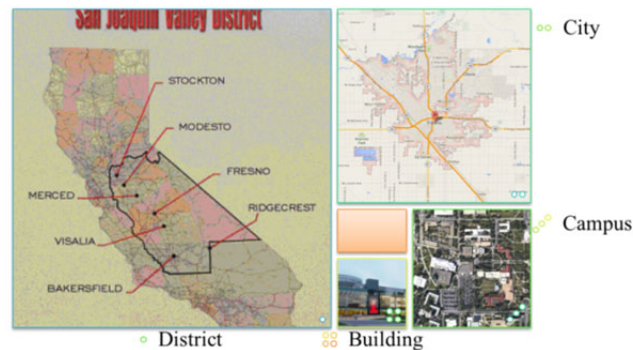 San Joaquin Valley District
City
STOCKTON
MODESTO
FRESNO
MERCED
RIDGECREST
VISALIA
BAKERSFIELD
Campus
District
Building